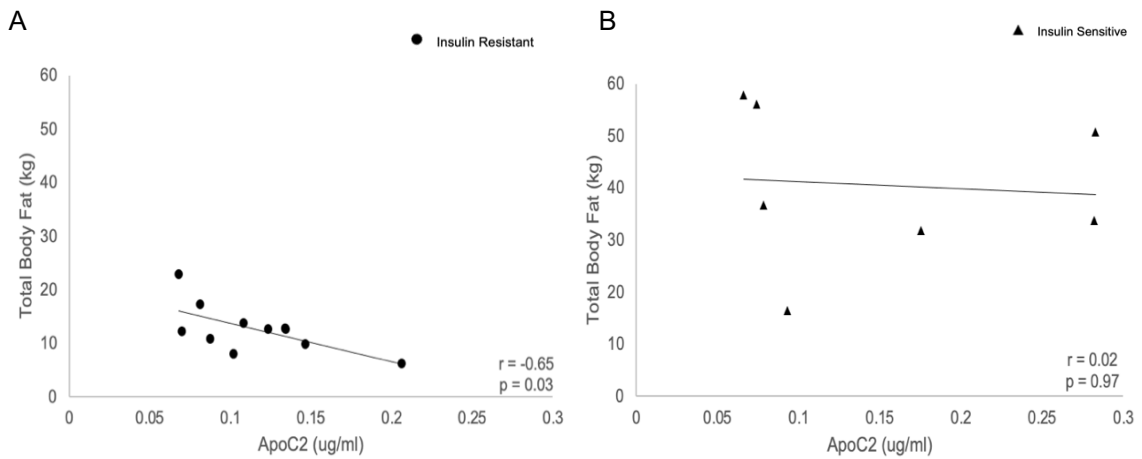 A
Insulin Resistant
60
50
40
30
20
10
0
Total Body Fat (kg)
r = -0.65
p = 0.03
0 0.05 0.1 0.15 0.2 0.25 0.3
ApoC2 (ug/ml)
B
Insulin Sensitive
60
50
40
30
20
10
0
Total Body Fat (kg)
r = 0.02
p = 0.97
0 0.05 0.1 0.15 0.2 0.25 0.3
ApoC2 (ug/ml)